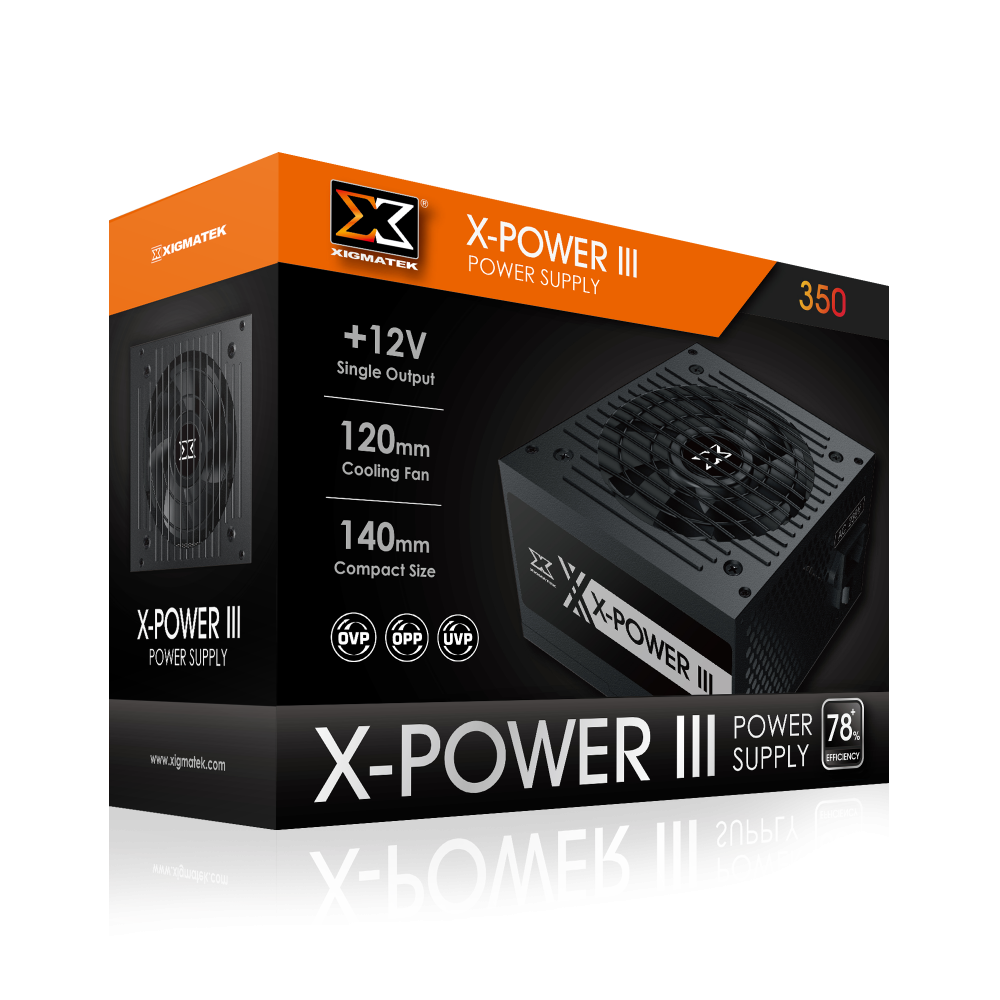 XIGMATEK
XIGMATEK
®
X-POWER III
POWER SUPPLY
350
+12V
Single Output
120mm
Cooling Fan
140mm
Compact Size
OVP
OPP
UVP
XIGMATEK
X-POWER III
X-POWER III
POWER SUPPLY
www.xigmatek.com
X-POWER III
POWER
SUPPLY
78+%
EFFICIENCY